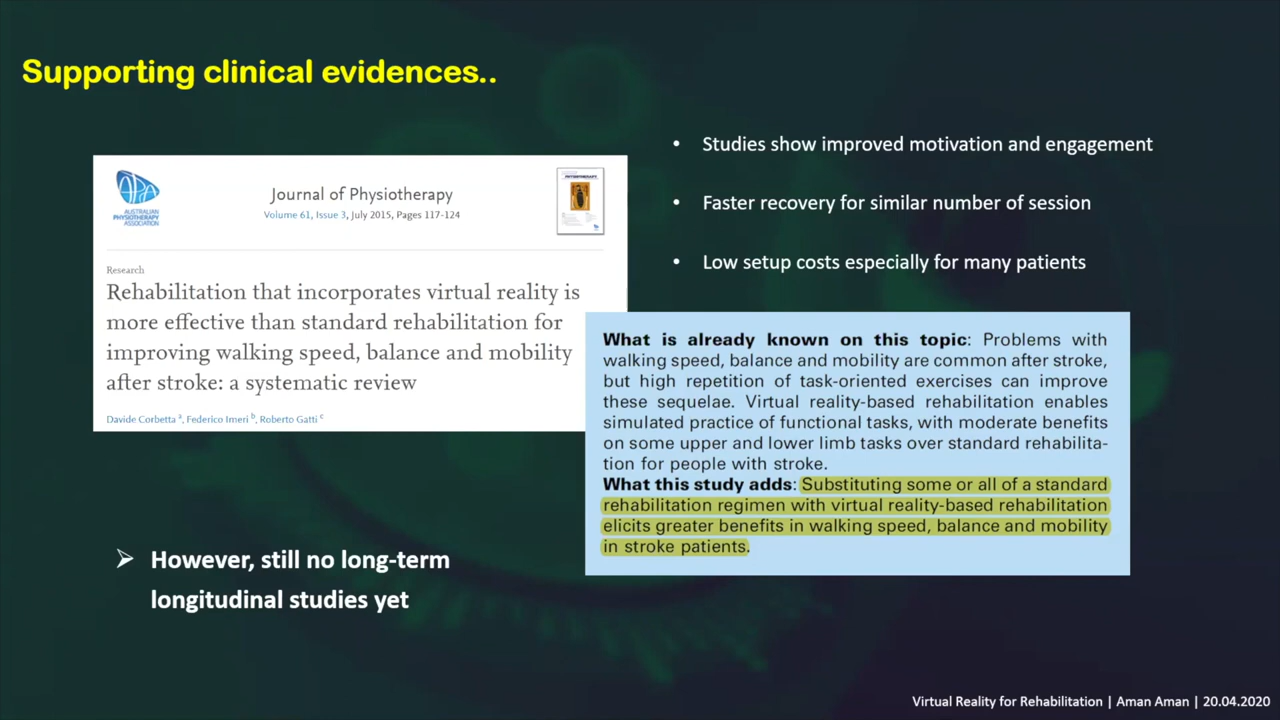 Supporting clinical evidences..
AUSTRALIAN
PHYSIOTHERAPY
ASSOCIATION
Journal of Physiotherapy
Volume 61, Issue 3, July 2015, Pages 117-124
PHYSIOTHERAPY
Research
Rehabilitation that incorporates virtual reality is
more effective than standard rehabilitation for
improving walking speed, balance and mobility
after stroke: a systematic review
Davide Corbetta a, Federico Imeri b, Roberto Gatti c
• Studies show improved motivation and engagement
• Faster recovery for similar number of session
• Low setup costs especially for many patients
What is already known on this topic: Problems with
walking speed, balance and mobility are common after stroke,
but high repetition of task-oriented exercises can improve
these sequelae. Virtual reality-based rehabilitation enables
simulated practice of functional tasks, with moderate benefits
on some upper and lower limb tasks over standard rehabilita-
tion for people with stroke.
What this study adds: Substituting some or all of a standard
rehabilitation regimen with virtual reality-based rehabilitation
elicits greater benefits in walking speed, balance and mobility
in stroke patients.
However, still no long-term
longitudinal studies yet
Virtual Reality for Rehabilitation | Aman Aman | 20.04.2020